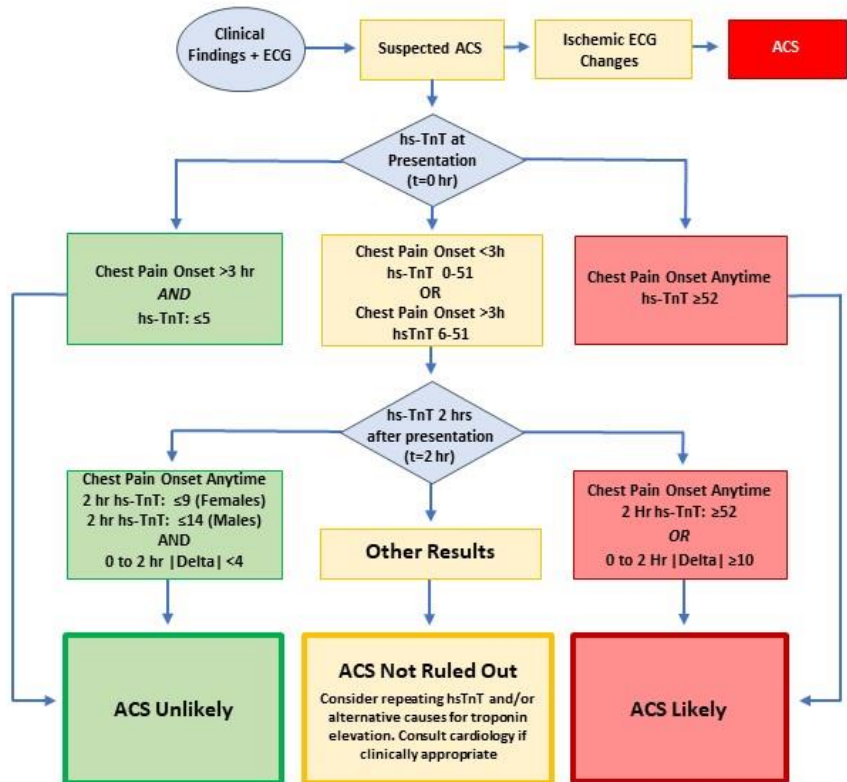 Clinical
Findings + ECG
Suspected ACS
Ischemic ECG
Changes
ACS
hs-TnT at
Presentation
(t=0 hr)
Chest Pain Onset >3 hr
AND
hs-TnT: ≤5
Chest Pain Onset <3h
hs-TnT 0-51
OR
Chest Pain Onset >3h
hsTnT 6-51
Chest Pain Onset Anytime
hs-TnT ≥52
hs-TnT 2 hrs
after presentation
(t=2 hr)
Chest Pain Onset Anytime
2 hr hs-TnT: ≤9 (Females)
2 hr hs-TnT: ≤14 (Males)
AND
0 to 2 hr |Delta| <4
Other Results
Chest Pain Onset Anytime
2 Hr hs-TnT: ≥52
OR
0 to 2 Hr |Delta| ≥10
ACS Unlikely
ACS Not Ruled Out
Consider repeating hsTnT and/or
alternative causes for troponin
elevation. Consult cardiology if
clinically appropriate
ACS Likely